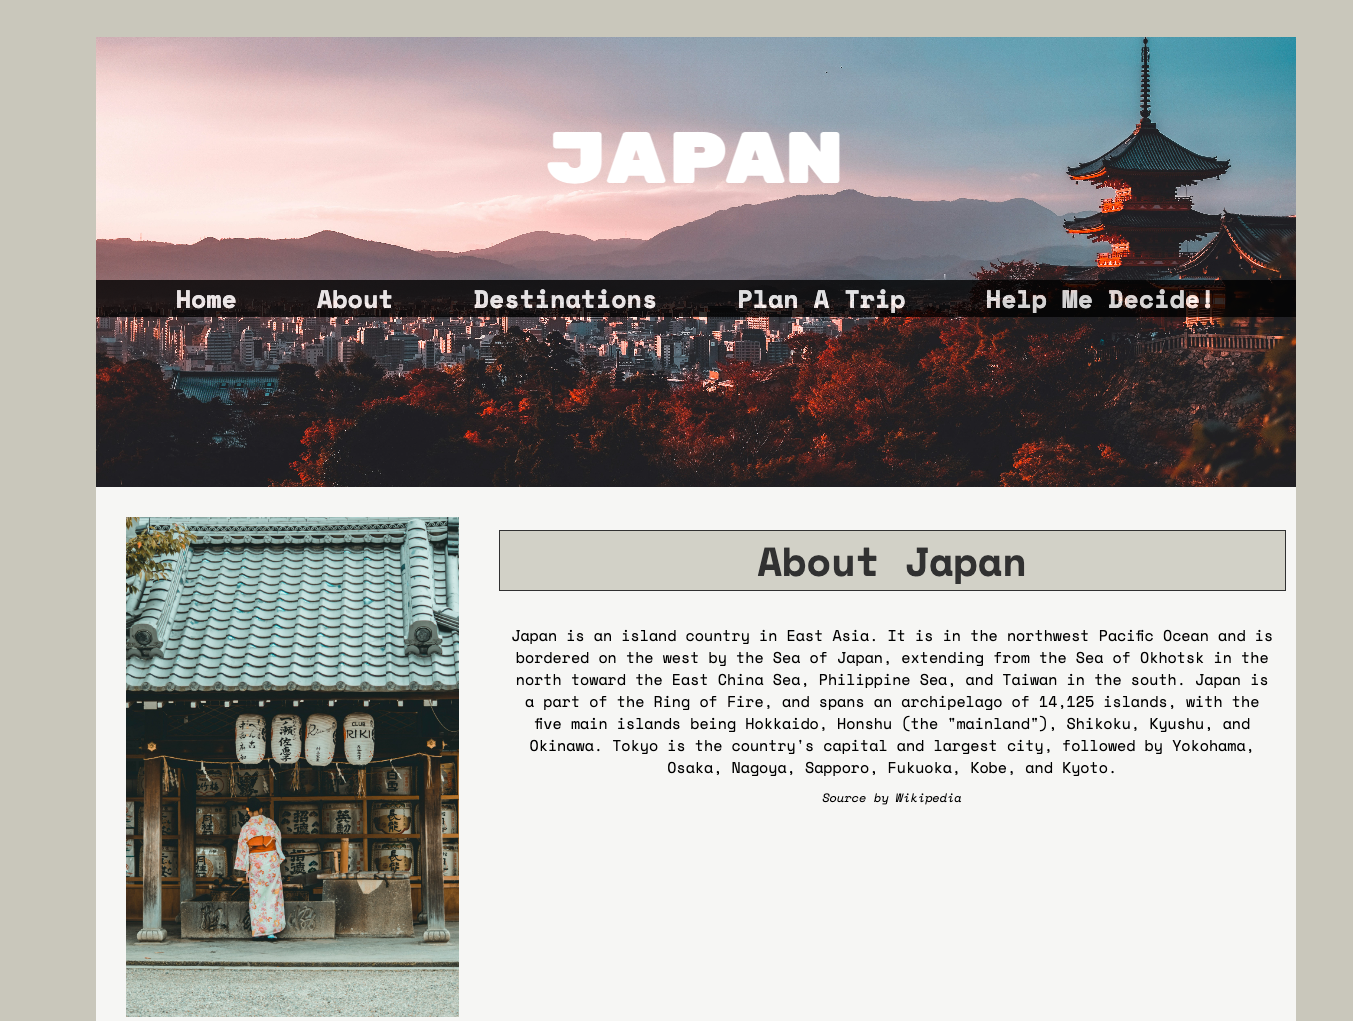 JAPAN
Home About Destinations Plan A Trip Help Me Decide!
About Japan
Japan is an island country in East Asia. It is in the northwest Pacific Ocean and is
bordered on the west by the Sea of Japan, extending from the Sea of Okhotsk in the
north toward the East China Sea, Philippine Sea, and Taiwan in the south. Japan is
a part of the Ring of Fire, and spans an archipelago of 14,125 islands, with the
five main islands being Hokkaido, Honshu (the "mainland"), Shikoku, Kyushu, and
Okinawa. Tokyo is the country's capital and largest city, followed by Yokohama,
Osaka, Nagoya, Sapporo, Fukuoka, Kobe, and Kyoto.
Source by Wikipedia
CLUB
RIKI